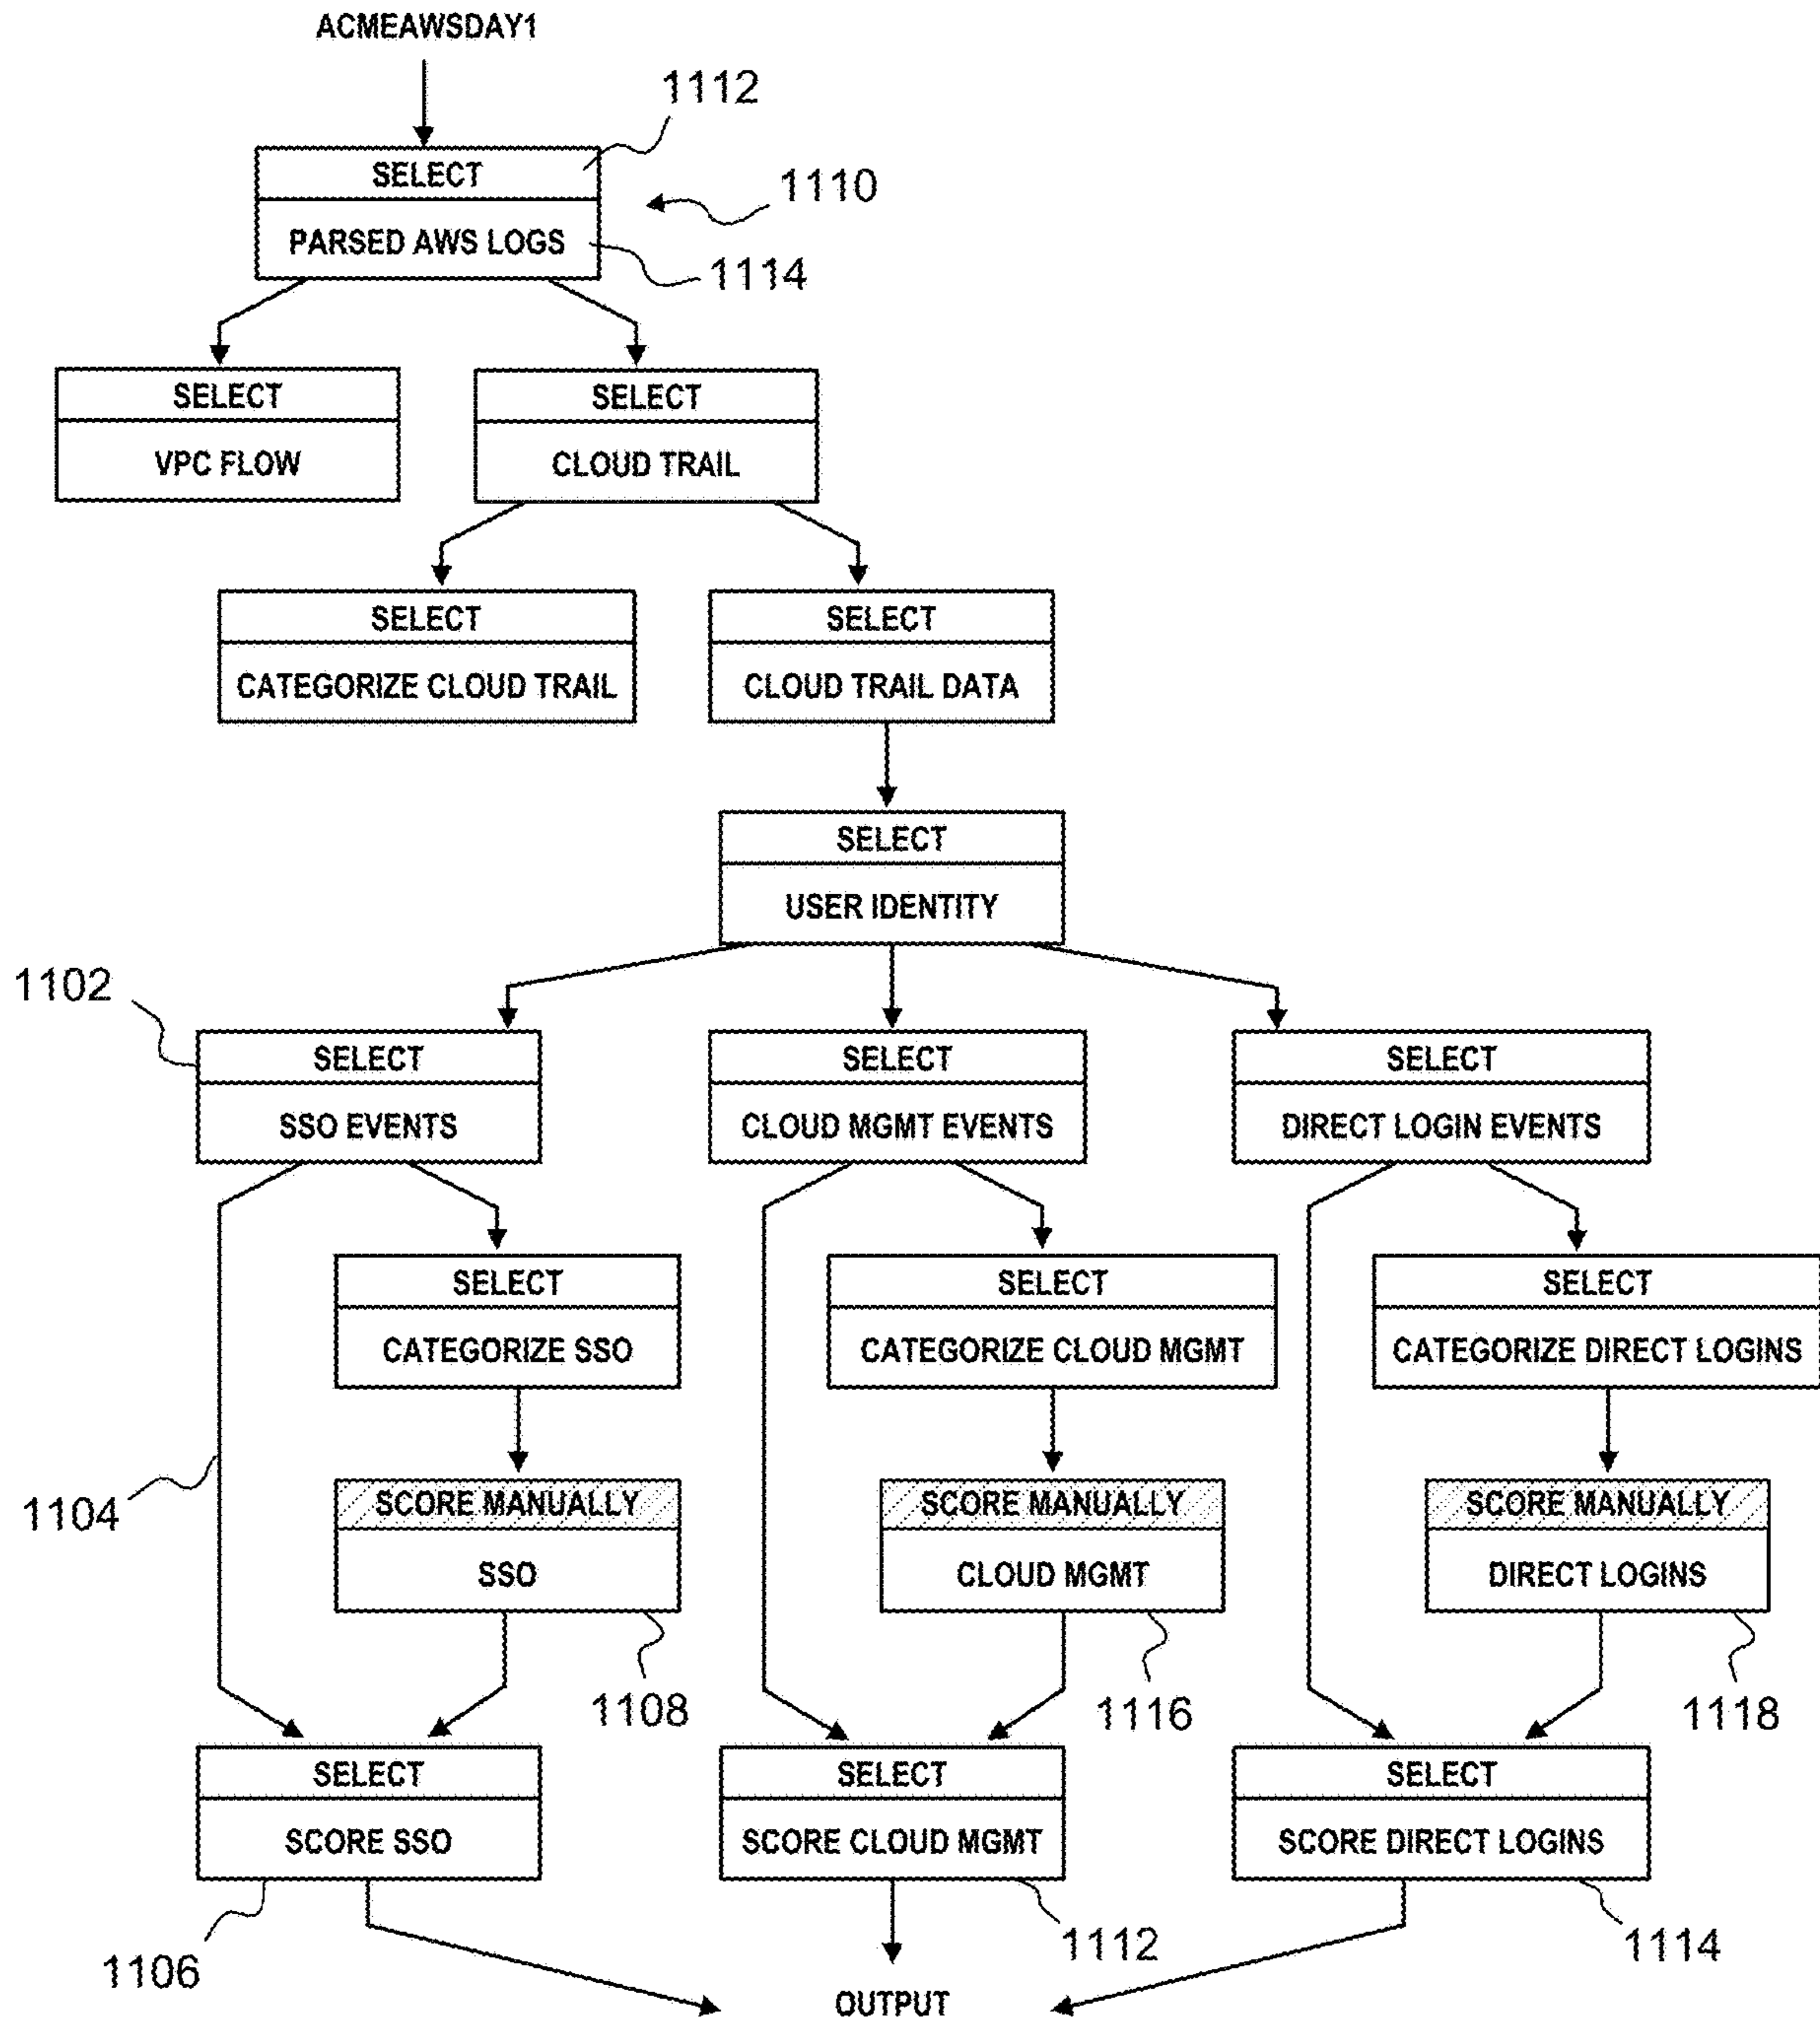 ACMEAWSDAY1
1112
SELECT
1110
PARSED AWS LOGS
1114
SELECT
SELECT
VPC FLOW
CLOUD TRAIL
SELECT
SELECT
CATEGORIZE CLOUD TRAIL
CLOUD TRAIL DATA
SELECT
USER IDENTITY
1102
SELECT
SELECT
SELECT
SSO EVENTS
CLOUD MGMT EVENTS
DIRECT LOGIN EVENTS
SELECT
SELECT
SELECT
CATEGORIZE SSO
CATEGORIZE CLOUD MGMT
CATEGORIZE DIRECT LOGINS
1104
SCORE MANUALLY
SCORE MANUALLY
SCORE MANUALLY
SSO
CLOUD MGMT
DIRECT LOGINS
1108
1116
1118
SELECT
SELECT
SELECT
SCORE SSO
SCORE CLOUD MGMT
SCORE DIRECT LOGINS
1106
1112
1114
OUTPUT